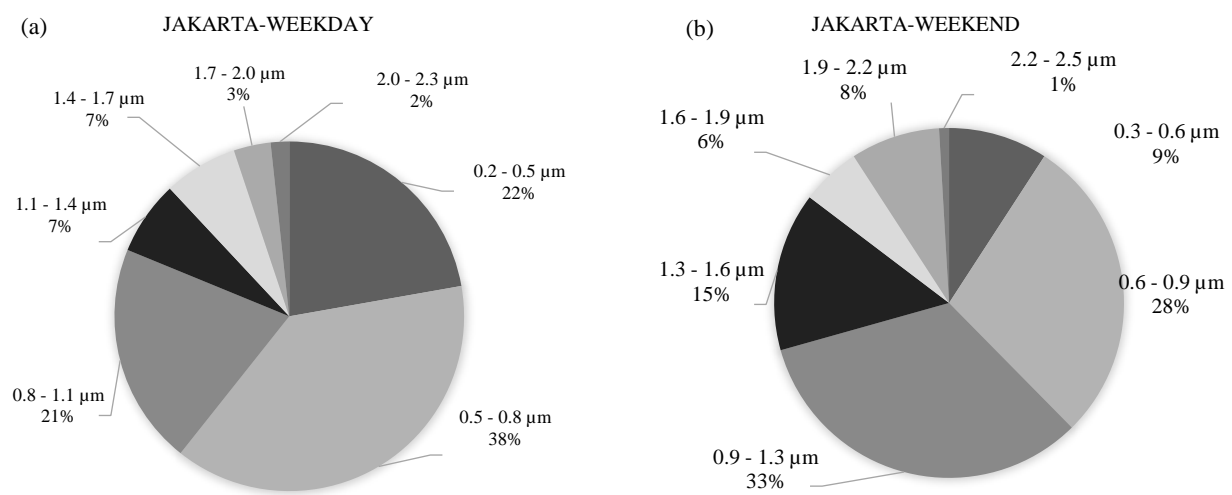 (a)
JAKARTA-WEEKDAY
1.7 - 2.0 µm
3%
2.0 - 2.3 µm
2%
1.4 - 1.7 µm
7%
0.2 - 0.5 µm
22%
1.1 - 1.4 µm
7%
0.8 - 1.1 µm
21%
0.5 - 0.8 µm
38%
(b)
JAKARTA-WEEKEND
2.2 - 2.5 µm
1%
1.9 - 2.2 µm
8%
1.6 - 1.9 µm
6%
0.3 - 0.6 µm
9%
1.3 - 1.6 µm
15%
0.6 - 0.9 µm
28%
0.9 - 1.3 µm
33%